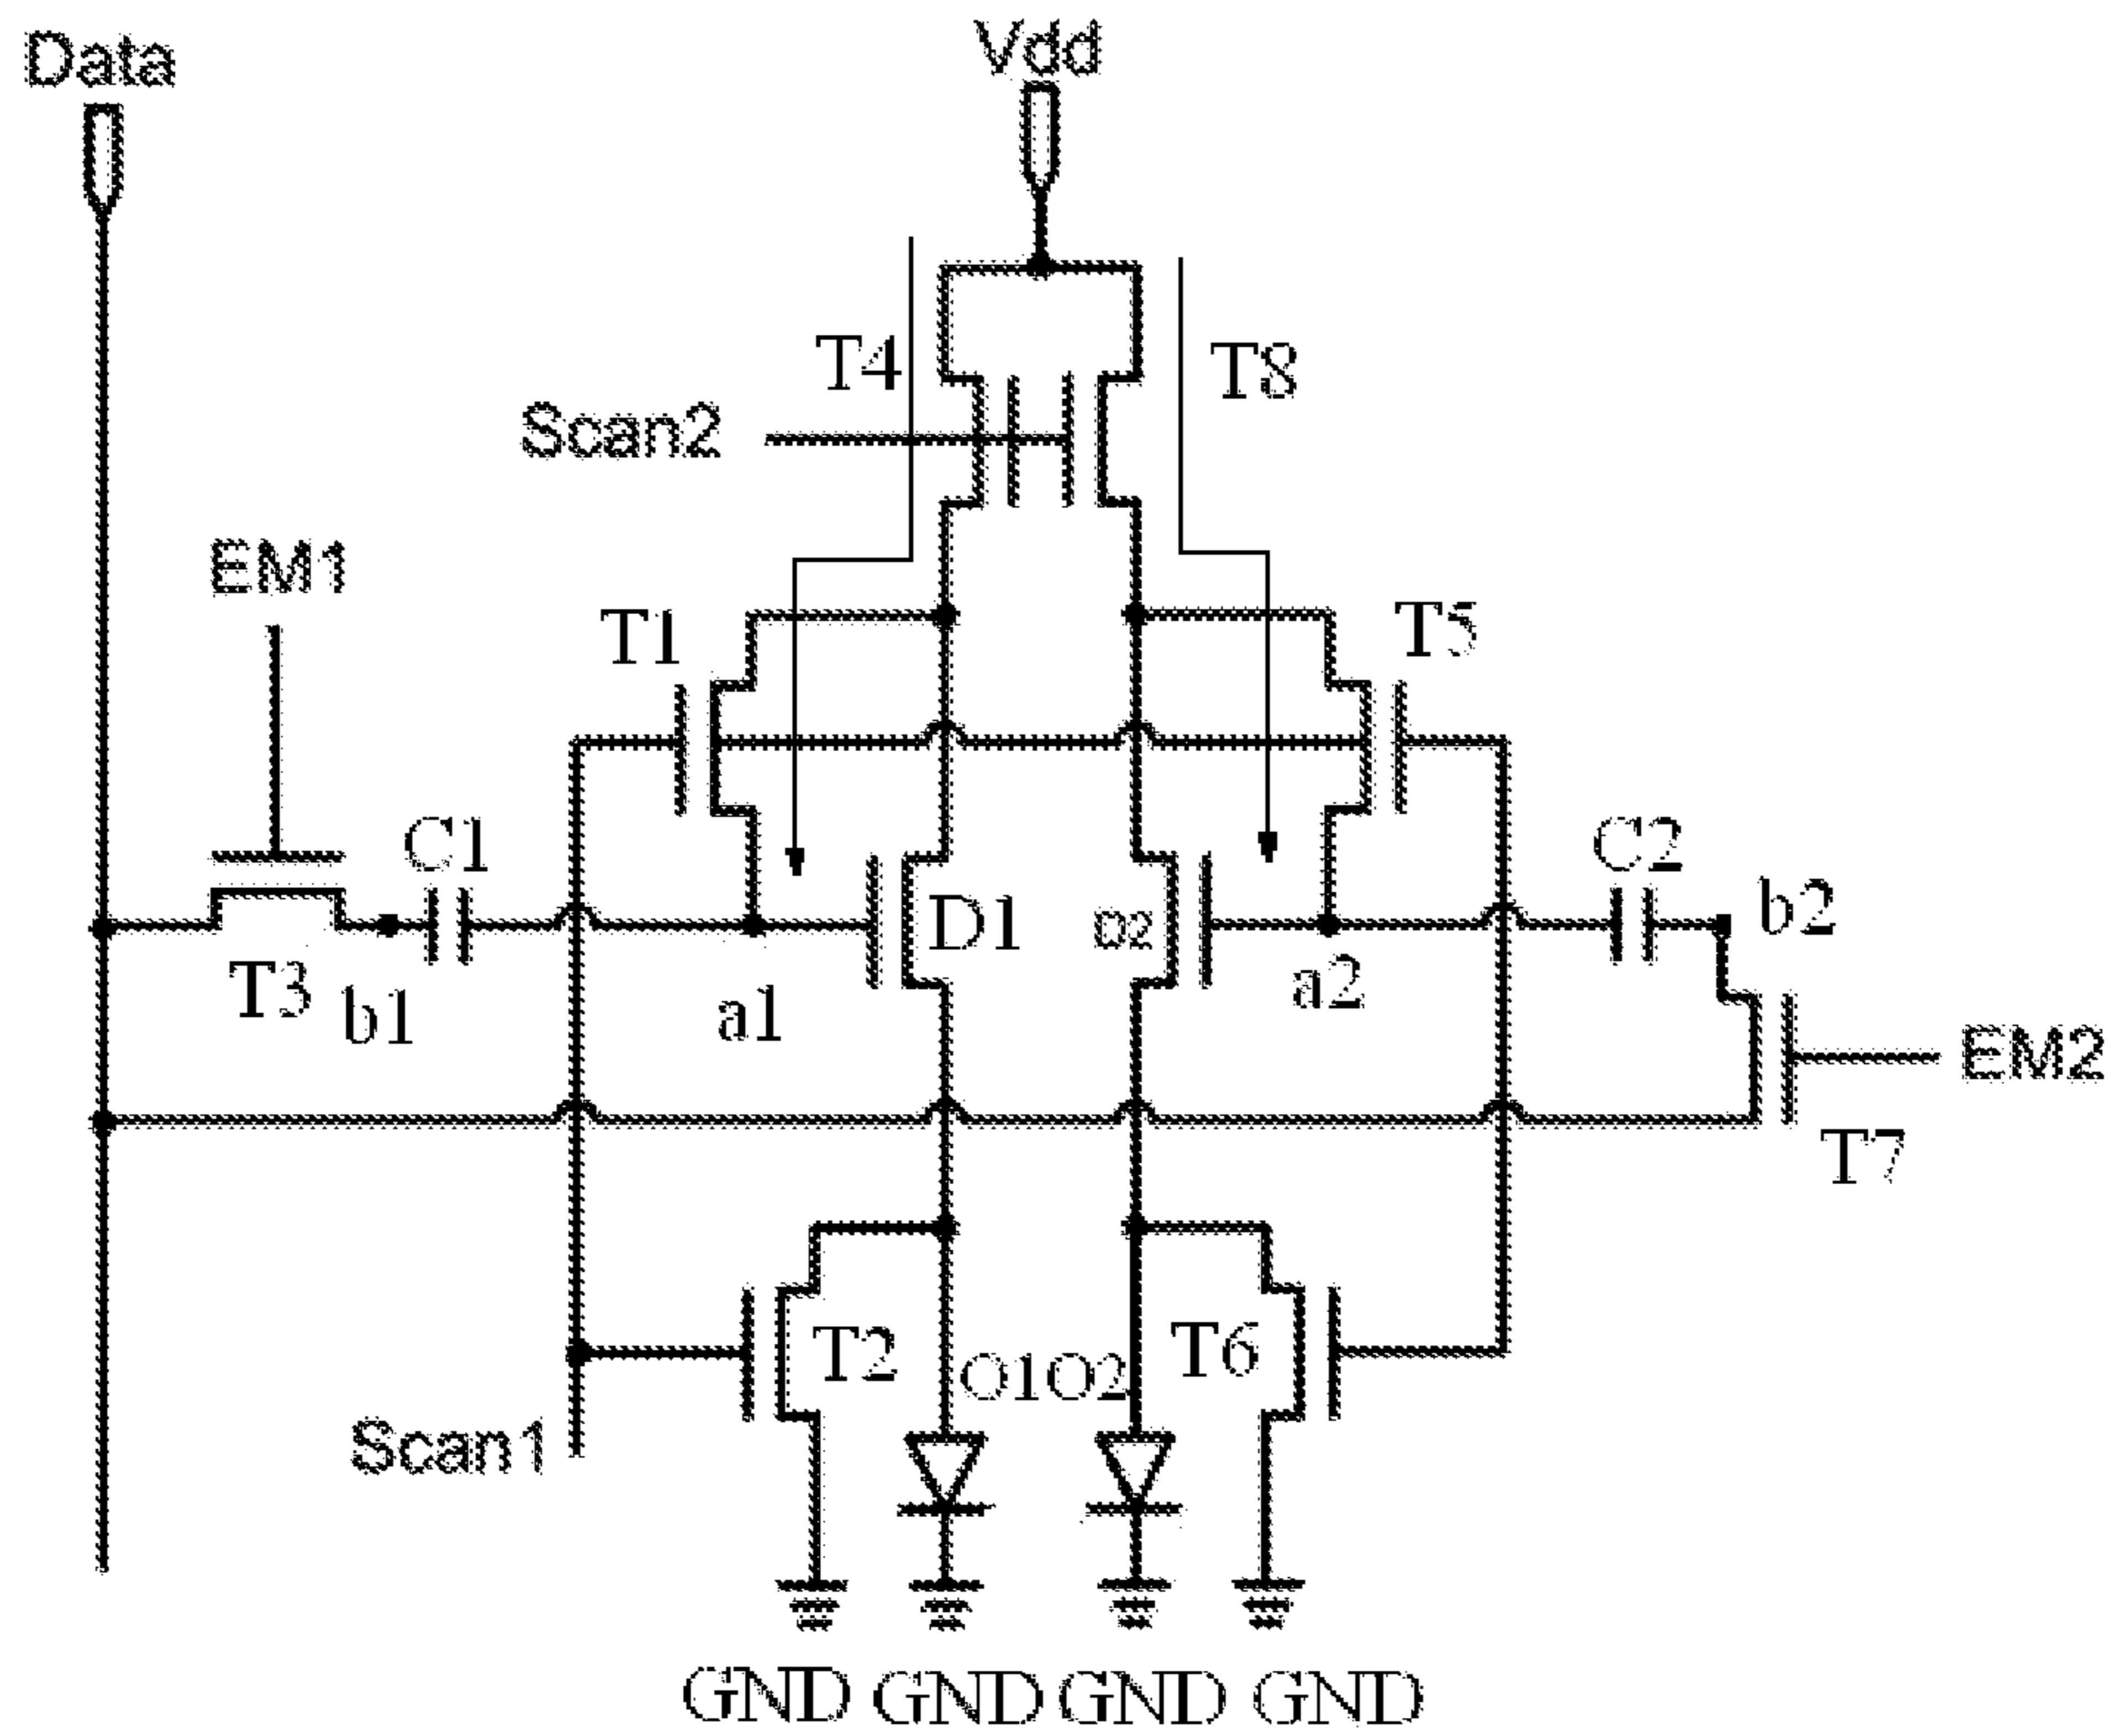 Data
Vdd
T4
T8
Scan2
EM1
T1
T5
C1
C2
D1
D2
b2
T3
b1
a1
a2
EM2
T7
T2
O1O2
T6
Scan1
GND GND GND GND